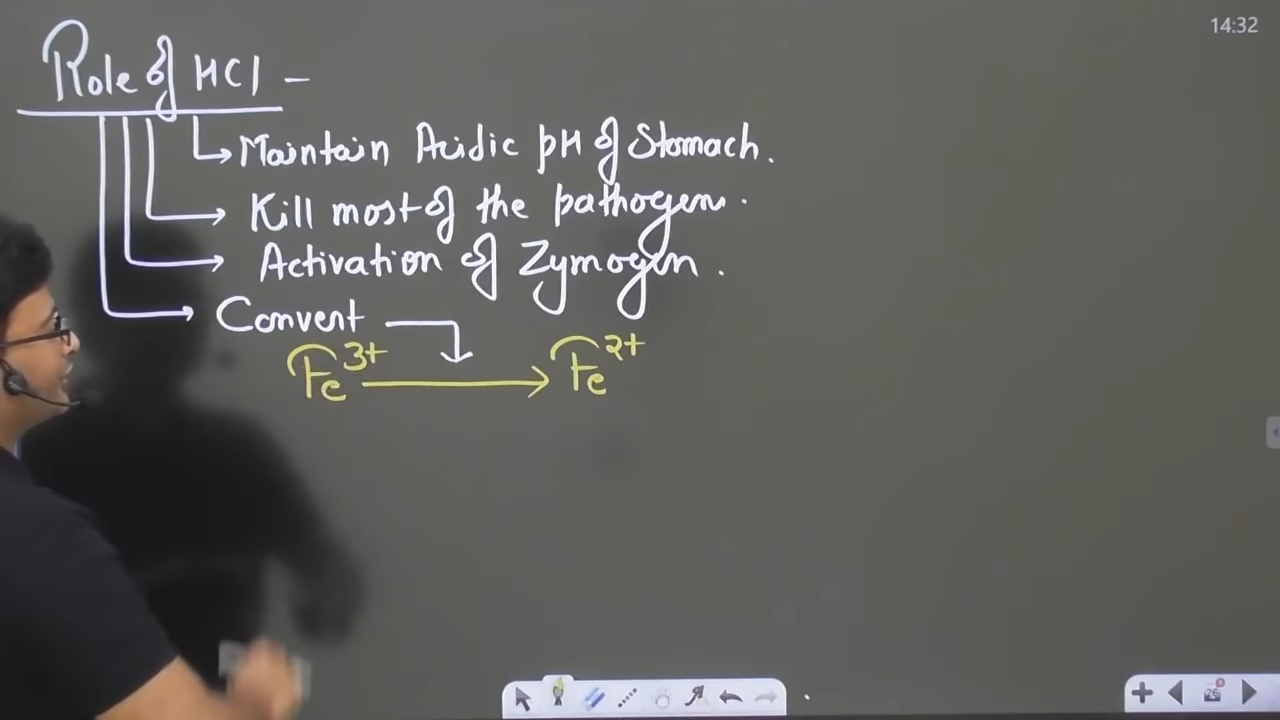 Role of HCl -
14:32
Maintain Acidic pH of Stomach.
Kill most of the pathogen.
Activation of Zymogen.
Convert
Fe3+ → Fe2+